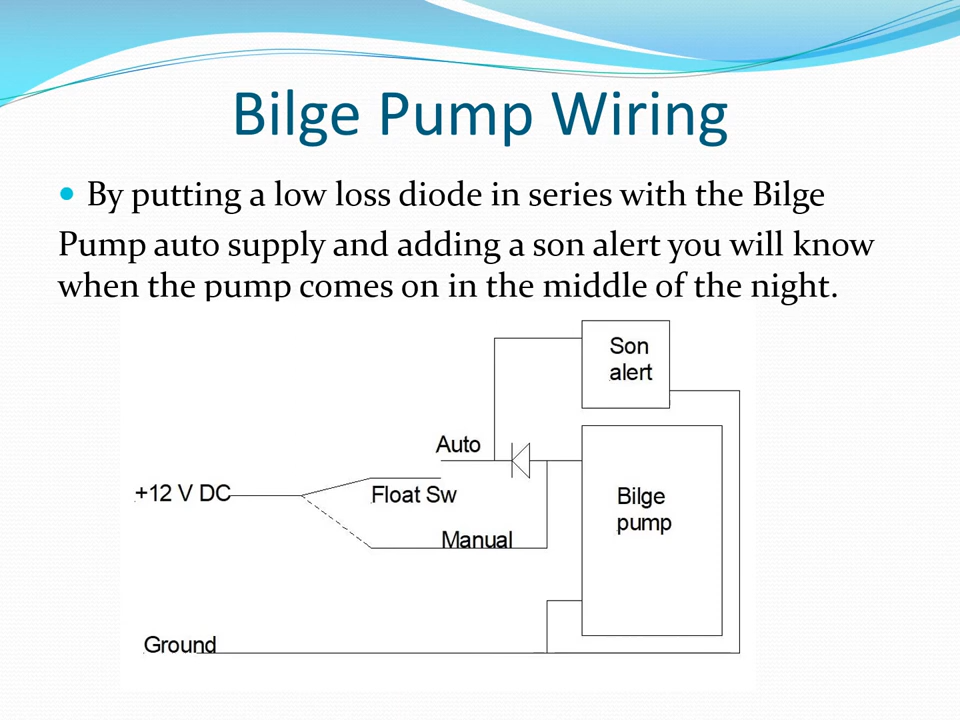 Bilge Pump Wiring
By putting a low loss diode in series with the Bilge
Pump auto supply and adding a son alert you will know
when the pump comes on in the middle of the night.
Son
alert
Auto
+12 V DC
Float Sw
Bilge
pump
Manual
Ground